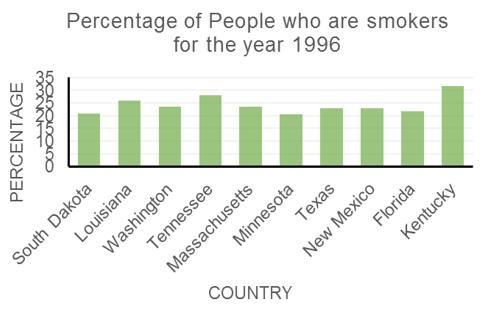 Percentage of People who are smokers
for the year 1996
PERCENTAGE
35
30
25
20
15
10
5
0
South Dakota
Louisiana
Washington
Tennessee
Massachusetts
Minnesota
Texas
New Mexico
Florida
Kentucky
COUNTRY